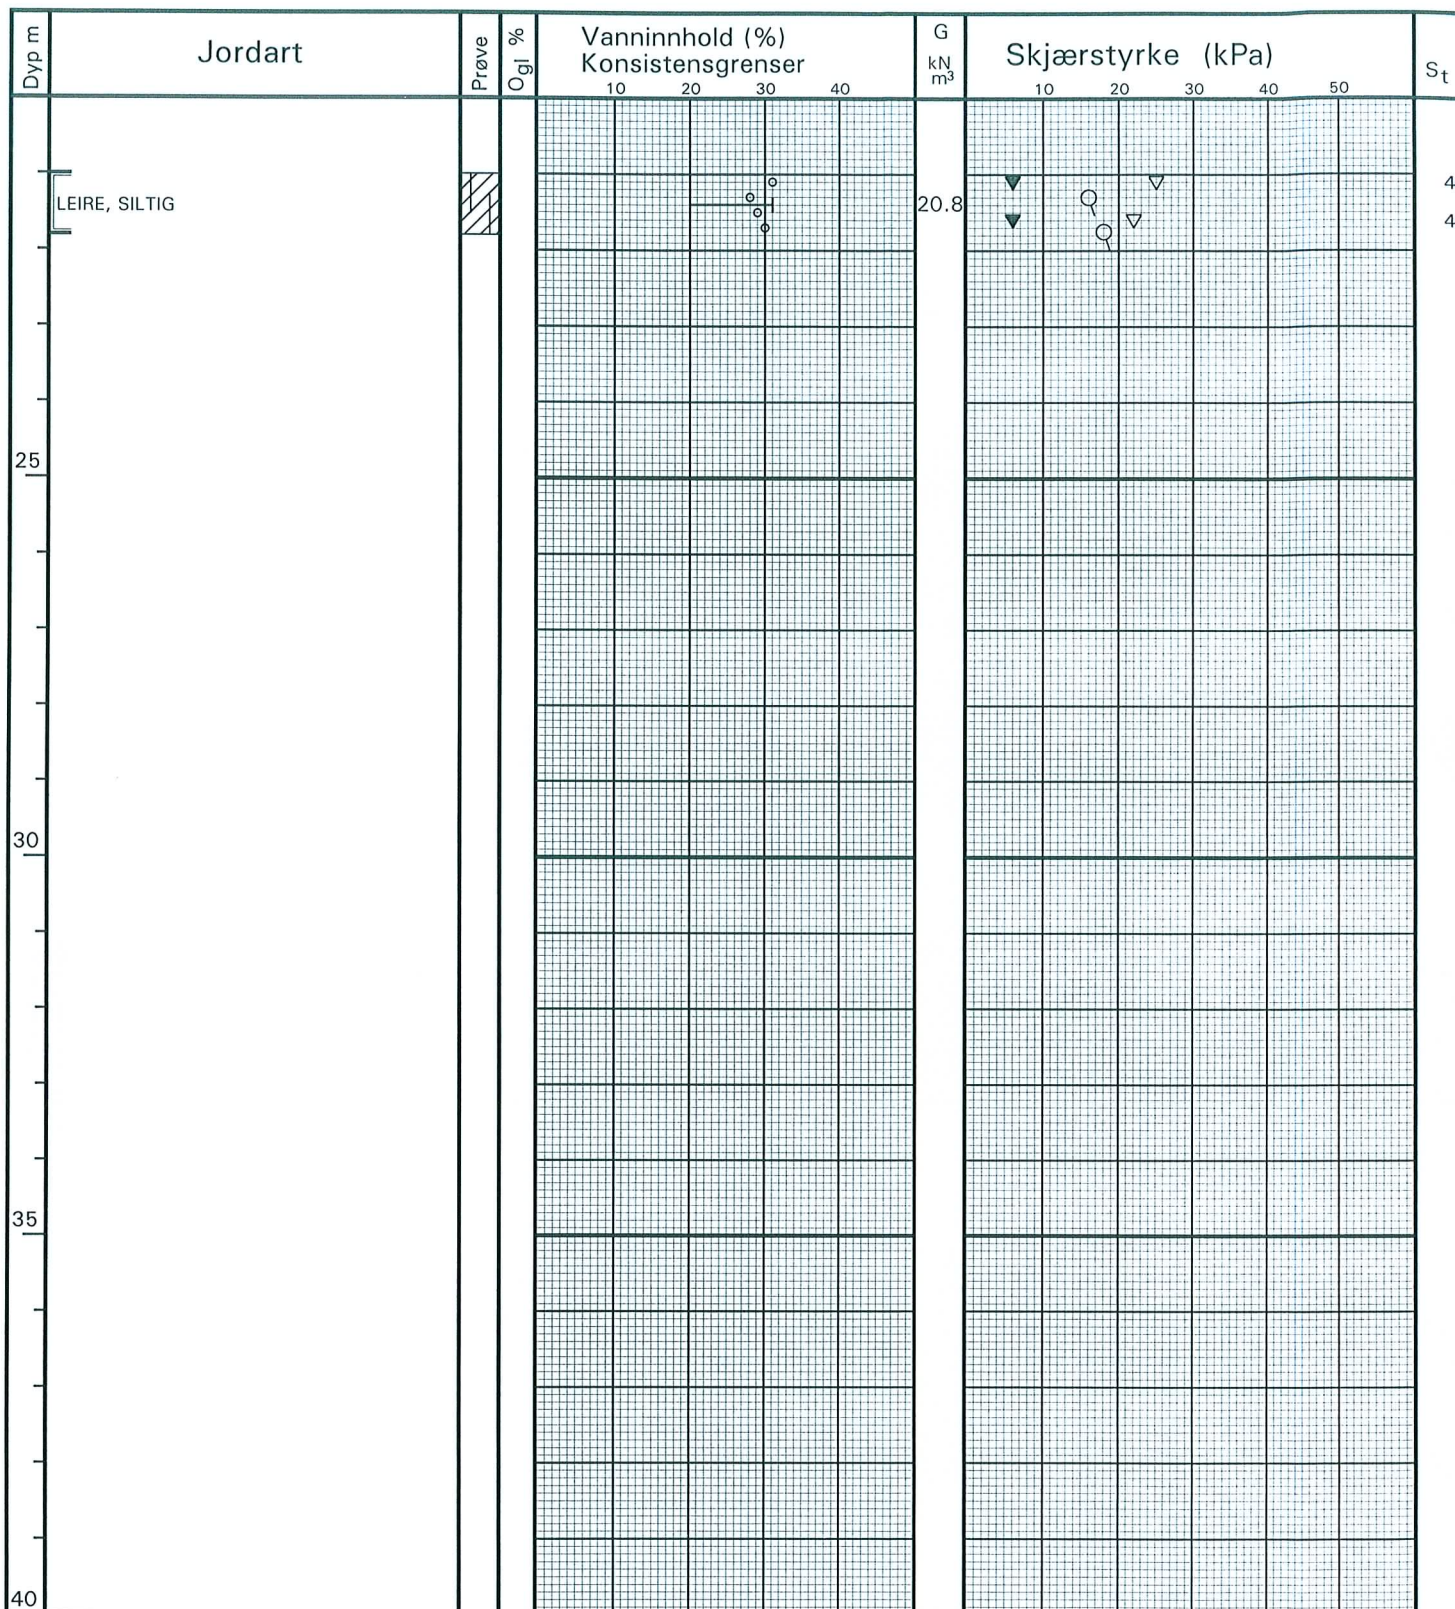 Dyp m
Jordart
Prøve
Ogl %
Vanninnhold (%)
Konsistensgrenser
10 20 30 40
G
kN
m³
Skjærstyrke (kPa)
10 20 30 40 50
St
LEIRE, SILTIG
20.8
4
4
25
30
35
40